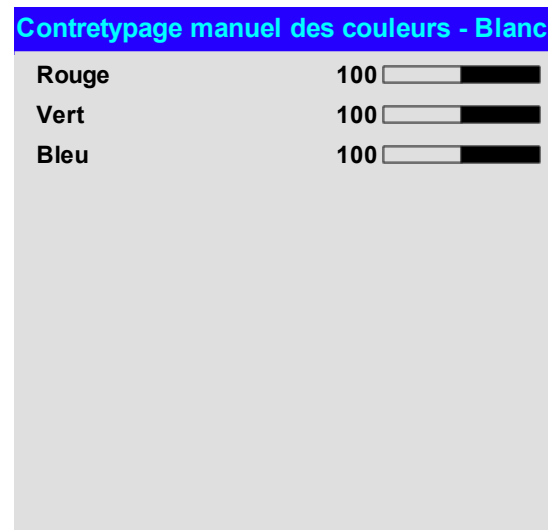 Contretypage manuel des couleurs - Blanc
Rouge 100
Vert 100
Bleu 100